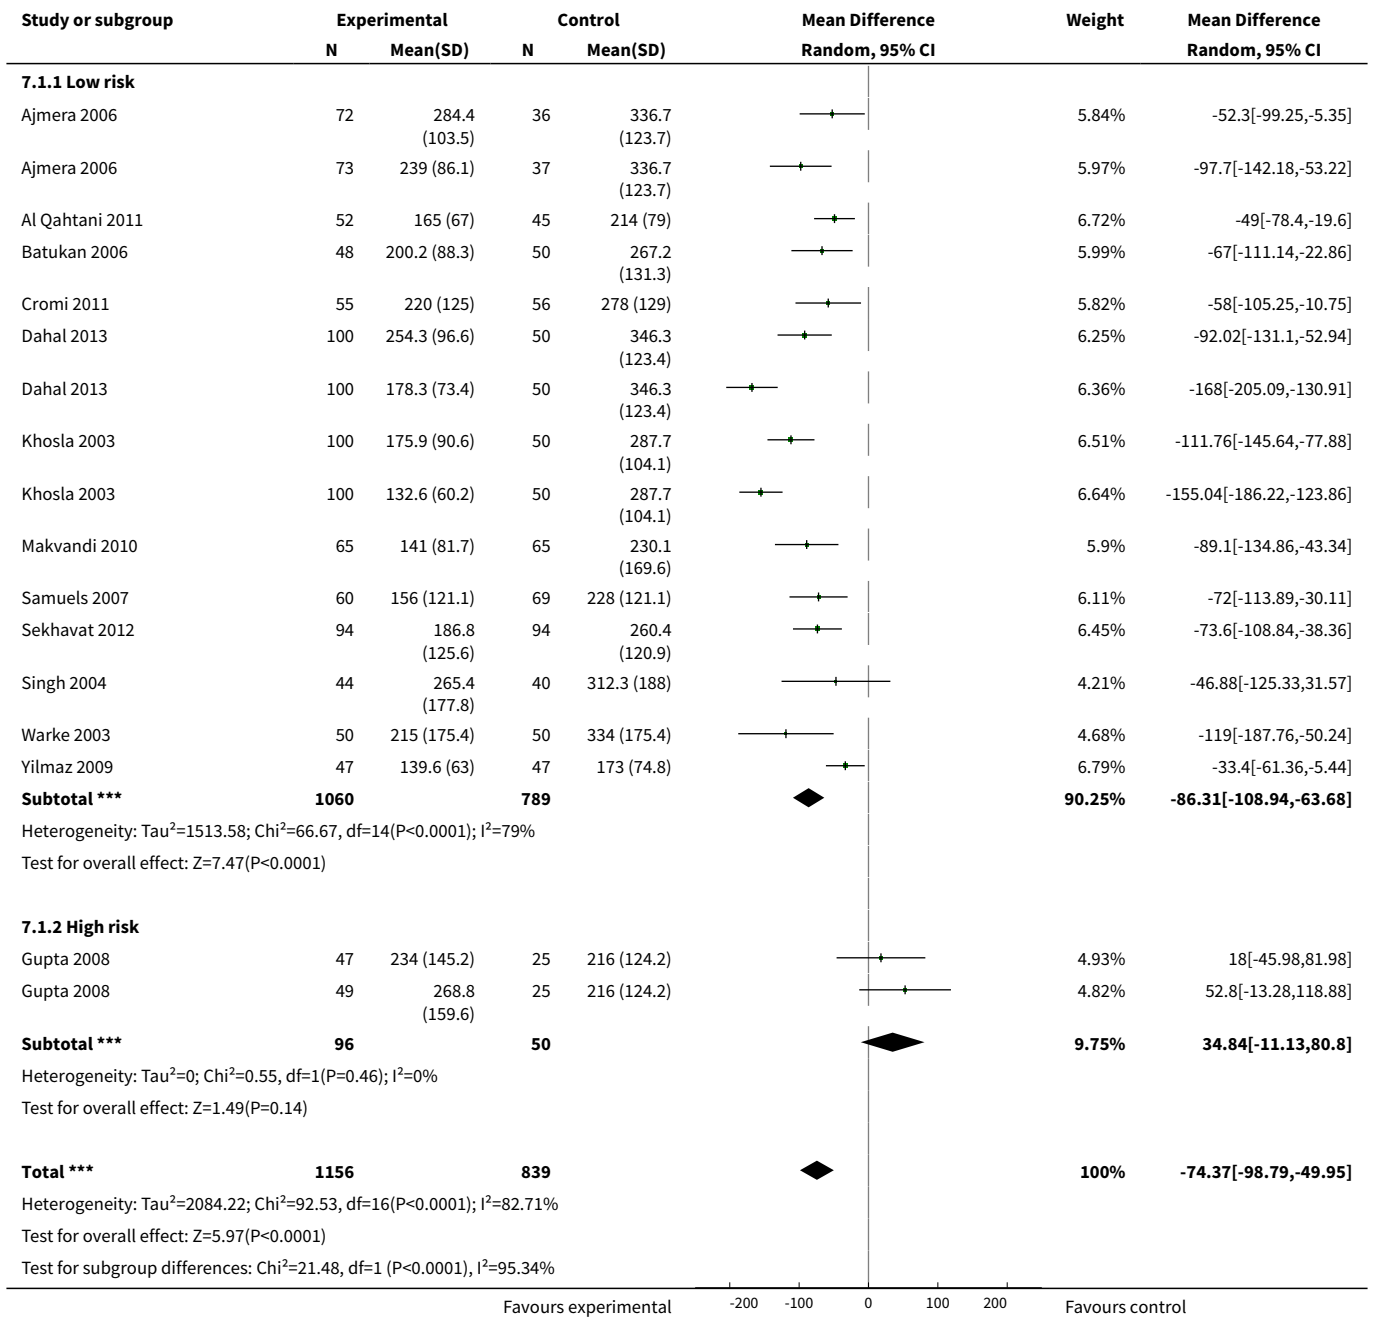 Study or subgroup Experimental Control Mean Difference Weight Mean Difference
N Mean(SD) N Mean(SD) Random, 95% CI Random, 95% CI
7.1.1 Low risk
Ajmera 2006 72 284.4 36 336.7 5.84% -52.3[-99.25,-5.35]
(103.5) (123.7)
Ajmera 2006 73 239 (86.1) 37 336.7 5.97% -97.7[-142.18,-53.22]
(123.7)
Al Qahtani 2011 52 165 (67) 45 214 (79) 6.72% -49[-78.4,-19.6]
Batukan 2006 48 200.2 (88.3) 50 267.2 5.99% -67[-111.14,-22.86]
(131.3)
Cromi 2011 55 220 (125) 56 278 (129) 5.82% -58[-105.25,-10.75]
Dahal 2013 100 254.3 (96.6) 50 346.3 6.25% -92.02[-131.1,-52.94]
(123.4)
Dahal 2013 100 178.3 (73.4) 50 346.3 6.36% -168[-205.09,-130.91]
(123.4)
Khosla 2003 100 175.9 (90.6) 50 287.7 6.51% -111.76[-145.64,-77.88]
(104.1)
Khosla 2003 100 132.6 (60.2) 50 287.7 6.64% -155.04[-186.22,-123.86]
(104.1)
Makvandi 2010 65 141 (81.7) 65 230.1 5.9% -89.1[-134.86,-43.34]
(169.6)
Samuels 2007 60 156 (121.1) 69 228 (121.1) 6.11% -72[-113.89,-30.11]
Sekhavat 2012 94 186.8 94 260.4 6.45% -73.6[-108.84,-38.36]
(125.6) (120.9)
Singh 2004 44 265.4 40 312.3 (188) 4.21% -46.88[-125.33,31.57]
(177.8)
Warke 2003 50 215 (175.4) 50 334 (175.4) 4.68% -119[-187.76,-50.24]
Yilmaz 2009 47 139.6 (63) 47 173 (74.8) 6.79% -33.4[-61.36,-5.44]
Subtotal *** 1060 789 90.25% -86.31[-108.94,-63.68]
Heterogeneity: Tau²=1513.58; Chi²=66.67, df=14(P<0.0001); I²=79%
Test for overall effect: Z=7.47(P<0.0001)
7.1.2 High risk
Gupta 2008 47 234 (145.2) 25 216 (124.2) 4.93% 18[-45.98,81.98]
Gupta 2008 49 268.8 25 216 (124.2) 4.82% 52.8[-13.28,118.88]
(159.6)
Subtotal *** 96 50 9.75% 34.84[-11.13,80.8]
Heterogeneity: Tau²=0; Chi²=0.55, df=1(P=0.46); I²=0%
Test for overall effect: Z=1.49(P=0.14)
Total *** 1156 839 100% -74.37[-98.79,-49.95]
Heterogeneity: Tau²=2084.22; Chi²=92.53, df=16(P<0.0001); I²=82.71%
Test for overall effect: Z=5.97(P<0.0001)
Test for subgroup differences: Chi²=21.48, df=1 (P<0.0001), I²=95.34%
Favours experimental -200 -100 0 100 200 Favours control